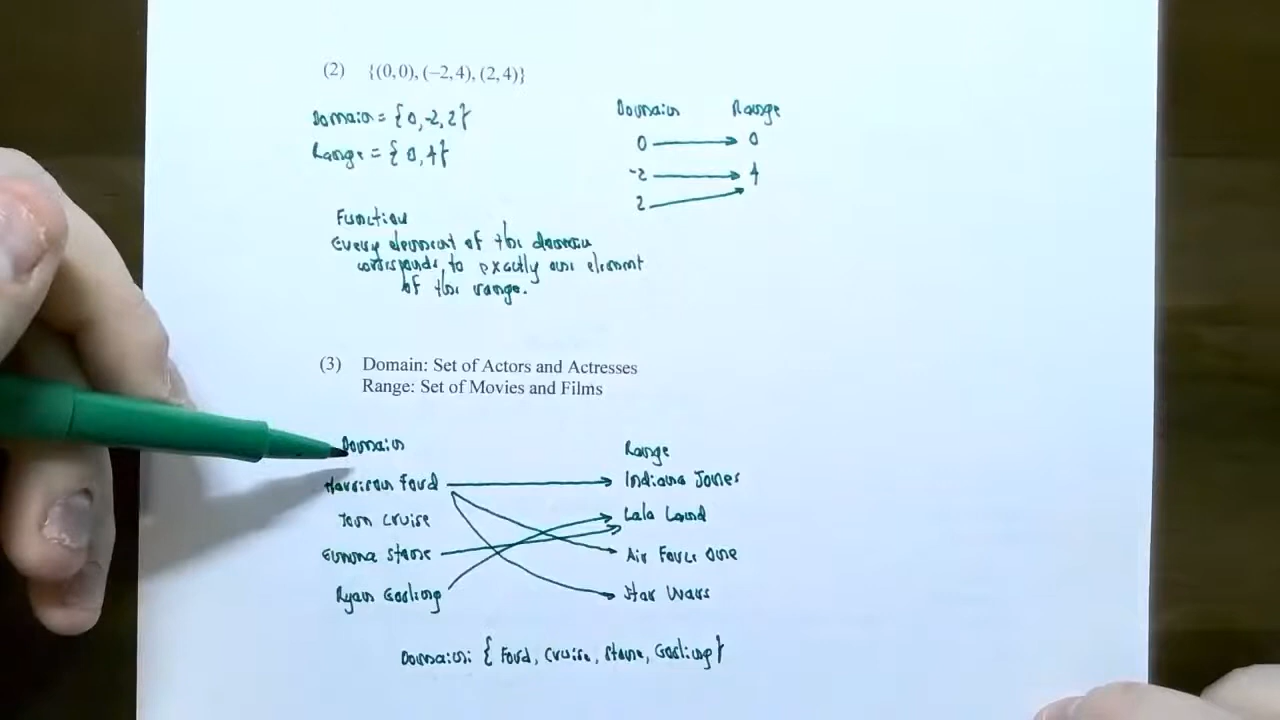 (2) {(0,0), (−2,4), (2,4)}
Domain = {0,-2,2}
Range = {0,4}
Domain Range
0 0
-2 4
2
Function
Every element of the domain
corresponds to exactly one element
of the range.
(3) Domain: Set of Actors and Actresses
Range: Set of Movies and Films
Domain Range
Harrison Ford Indiana Jones
Tom Cruise Lala Land
Emma Stone Air Force One
Ryan Gosling Star Wars
Domain: { Ford, Cruise, Stone, Gosling}